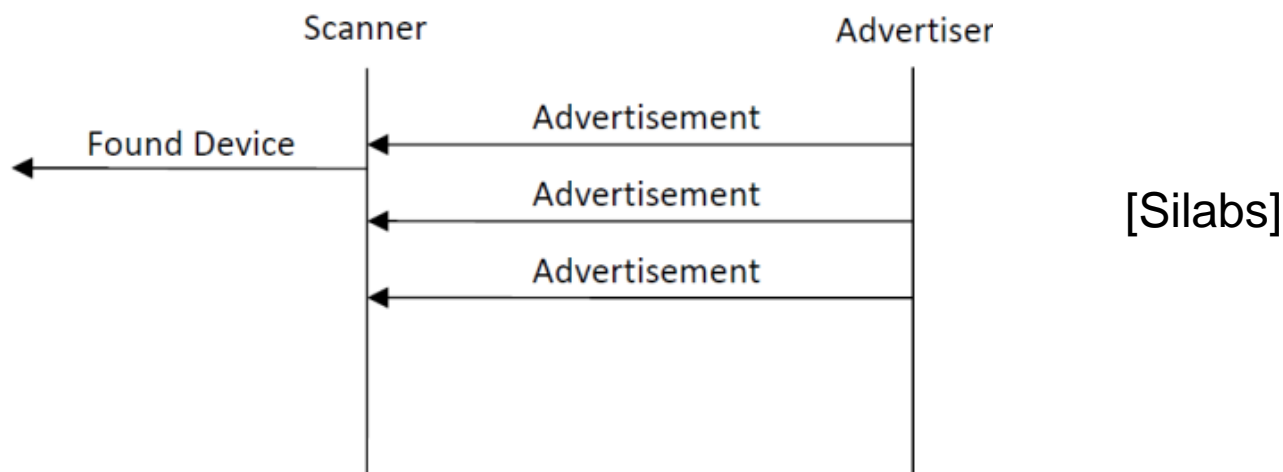 Scanner
Advertiser
Advertisement
Found Device
Advertisement
[Silabs]
Advertisement